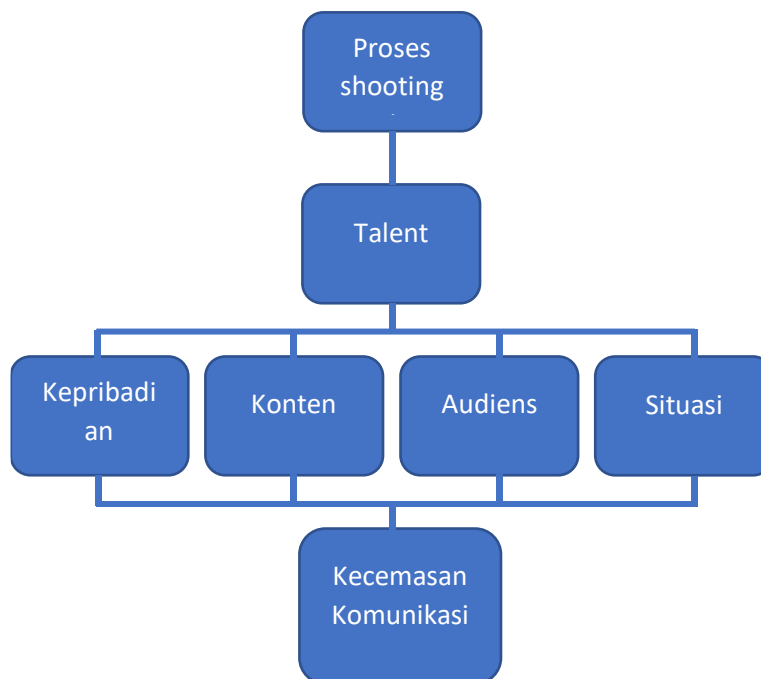 Proses
shooting
Talent
Kepribadi
an
Konten
Audiens
Situasi
Kecemasan
Komunikasi